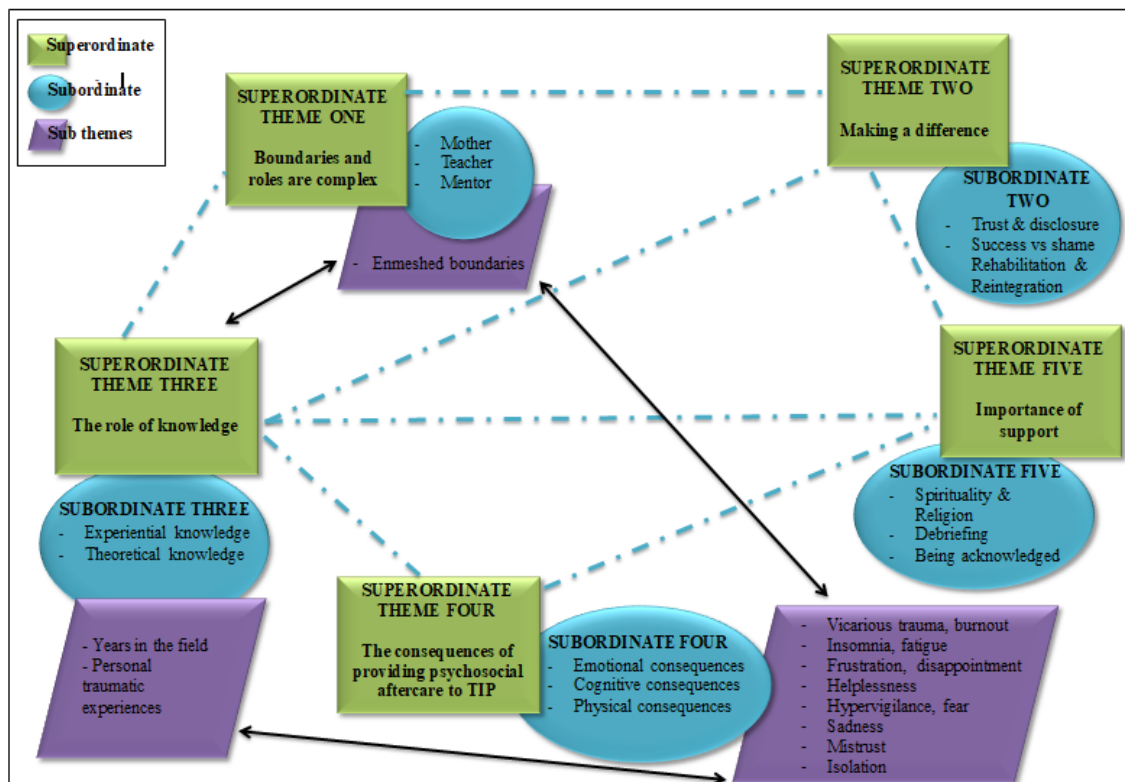 Superordinate
Subordinate
Sub themes
SUPERORDINATE
THEME ONE
Boundaries and
roles are complex
- Mother
- Teacher
- Mentor
- Enmeshed boundaries
SUPERORDINATE
THEME TWO
Making a difference
SUBORDINATE
TWO
- Trust & disclosure
- Success vs shame
Rehabilitation &
Reintegration
SUPERORDINATE
THEME THREE
The role of knowledge
SUBORDINATE THREE
- Experiential knowledge
- Theoretical knowledge
- Years in the field
- Personal
traumatic
experiences
SUPERORDINATE
THEME FOUR
The consequences of
providing psychosocial
aftercare to TIP
SUBORDINATE FOUR
- Emotional consequences
- Cognitive consequences
- Physical consequences
SUPERORDINATE
THEME FIVE
Importance of
support
SUBORDINATE FIVE
- Spirituality &
Religion
- Debriefing
- Being acknowledged
- Vicarious trauma, burnout
- Insomnia, fatigue
- Frustration, disappointment
- Helplessness
- Hypervigilance, fear
- Sadness
- Mistrust
- Isolation